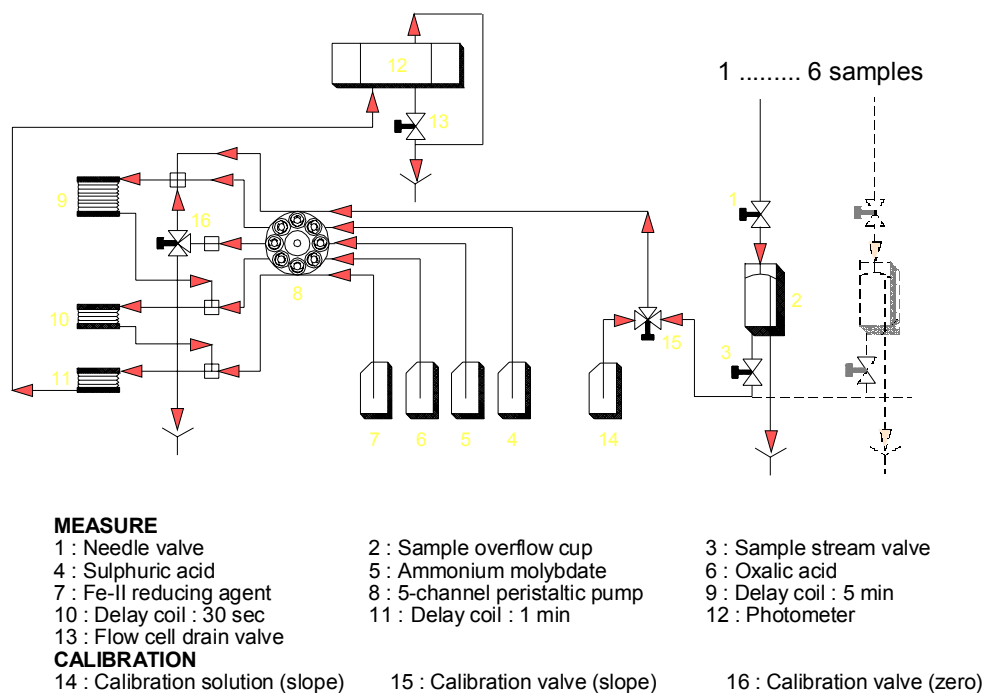 12
1 ......... 6 samples
13
1
9
16
8
2
10
15
3
11
7
6
5
4
14
MEASURE
1 : Needle valve 2 : Sample overflow cup 3 : Sample stream valve
4 : Sulphuric acid 5 : Ammonium molybdate 6 : Oxalic acid
7 : Fe-II reducing agent 8 : 5-channel peristaltic pump 9 : Delay coil : 5 min
10 : Delay coil : 30 sec 11 : Delay coil : 1 min 12 : Photometer
13 : Flow cell drain valve
CALIBRATION
14 : Calibration solution (slope) 15 : Calibration valve (slope) 16 : Calibration valve (zero)